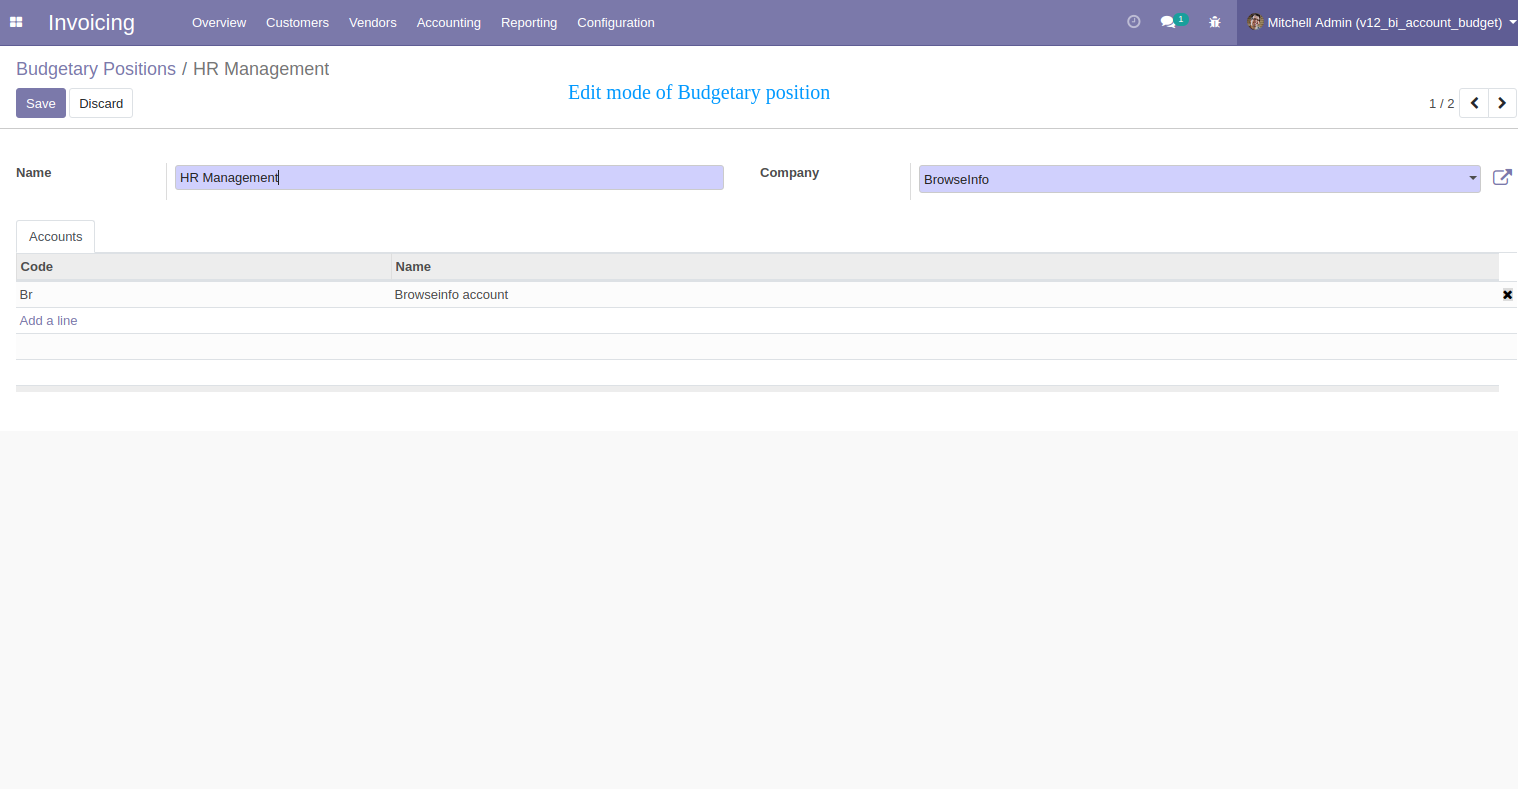 Invoicing Overview Customers Vendors Accounting Reporting Configuration 1 Mitchell Admin (v12_bi_account_budget)
Budgetary Positions / HR Management
Edit mode of Budgetary position
Save Discard 1 / 2
Name HR Management Company BrowseInfo
Accounts
Code Name
Br Browseinfo account
Add a line